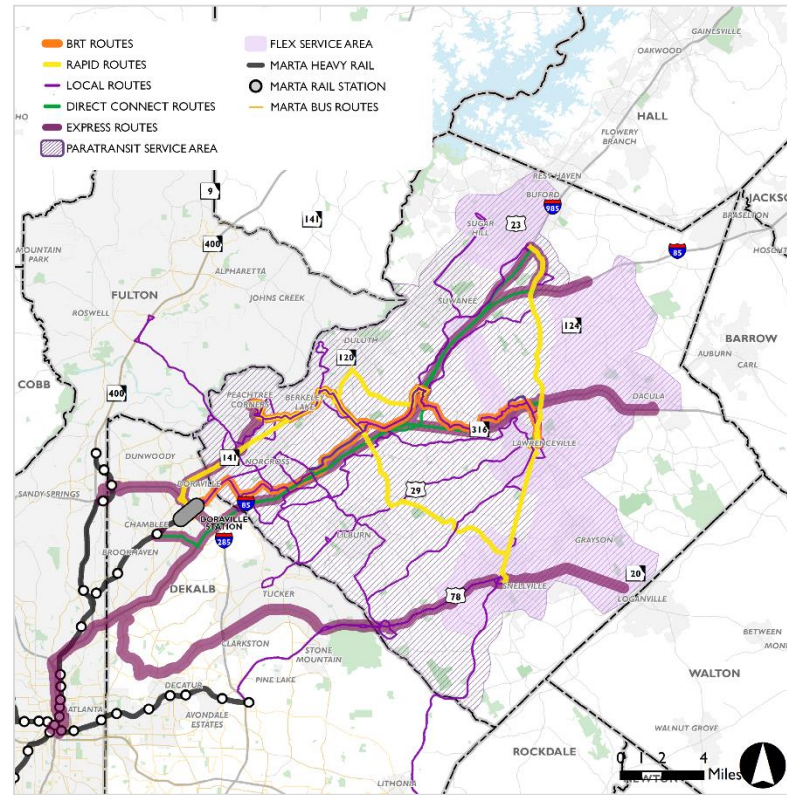 BRT ROUTES
RAPID ROUTES
LOCAL ROUTES
DIRECT CONNECT ROUTES
EXPRESS ROUTES
PARATRANSIT SERVICE AREA
FLEX SERVICE AREA
MARTA HEAVY RAIL
MARTA RAIL STATION
MARTA BUS ROUTES
GAINESVILLE
OAKWOOD
HALL
FLOWERY
BRANCH
REST HAVEN
BUFORD
JACKS
BRASELTON
HOSCHT
9
141
985
23
SUGAR
HILL
400
85
MOUNTAIN
PARK
ALPHARETTA
FULTON
JOHNS CREEK
SUWANEE
ROSWELL
124
BARROW
DULUTH
120
AUBURN
CARL
COBB
400
PEACHTREE
CORNERS
BERKELEY
LAKE
DACULA
316
LAWRENCEVILLE
DUNWOODY
141
NORCROSS
SANDY SPRINGS
DORAVILLE
29
85
CHAMBLEE
DORAVILLE
STATION
285
BROOKHAVEN
LILBURN
GRAYSON
DEKALB
TUCKER
SNELLVILLE
20
78
LOGANVILLE
CLARKSTON
STONE
MOUNTAIN
BETWEEN
MON
PINE LAKE
DECATUR
WALTON
ATLANTA
AVONDALE
ESTATES
WALNUT GROVE
ROCKDALE
LITHONIA
0 1 2 4
Miles
NEWTON